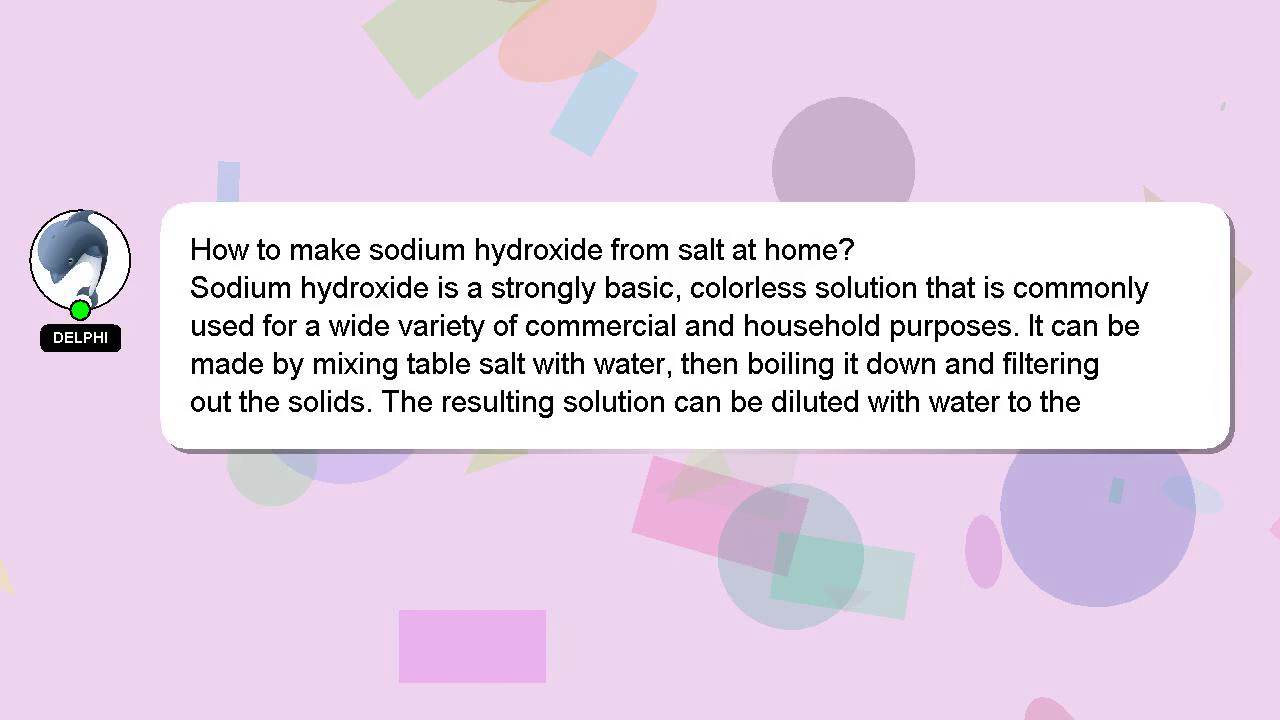 How to make sodium hydroxide from salt at home?
Sodium hydroxide is a strongly basic, colorless solution that is commonly
used for a wide variety of commercial and household purposes. It can be
made by mixing table salt with water, then boiling it down and filtering
out the solids. The resulting solution can be diluted with water to the
DELPHI